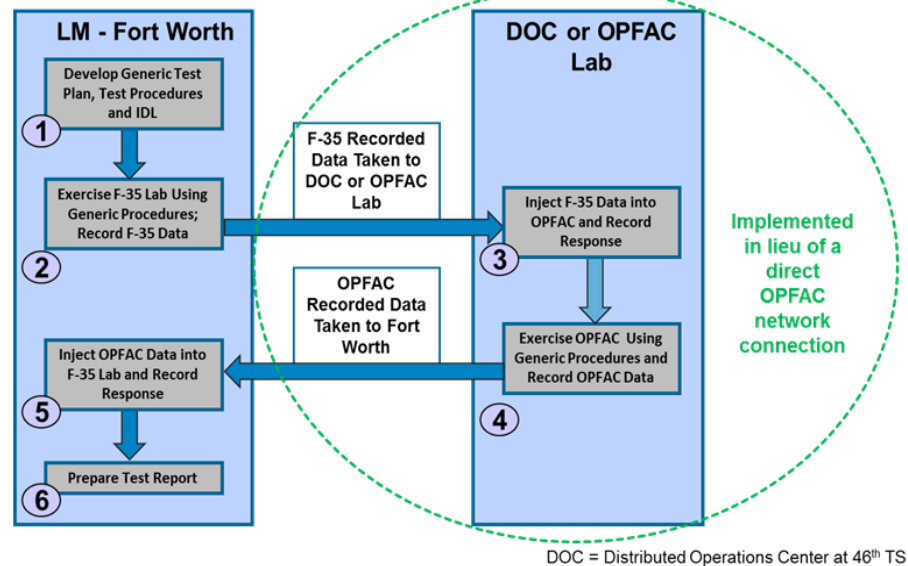 LM - Fort Worth
Develop Generic Test
Plan, Test Procedures
and IDL
1
Exercise F-35 Lab Using
Generic Procedures;
Record F-35 Data
2
F-35 Recorded
Data Taken to
DOC or OPFAC
Lab
DOC or OPFAC
Lab
Inject F-35 Data into
OPFAC and Record
Response
3
Exercise OPFAC Using
Generic Procedures and
Record OPFAC Data
4
OPFAC
Recorded Data
Taken to Fort
Worth
Inject OPFAC Data into
F-35 Lab and Record
Response
5
Prepare Test Report
6
Implemented
in lieu of a
direct
OPFAC
network
connection
DOC = Distributed Operations Center at 46th TS